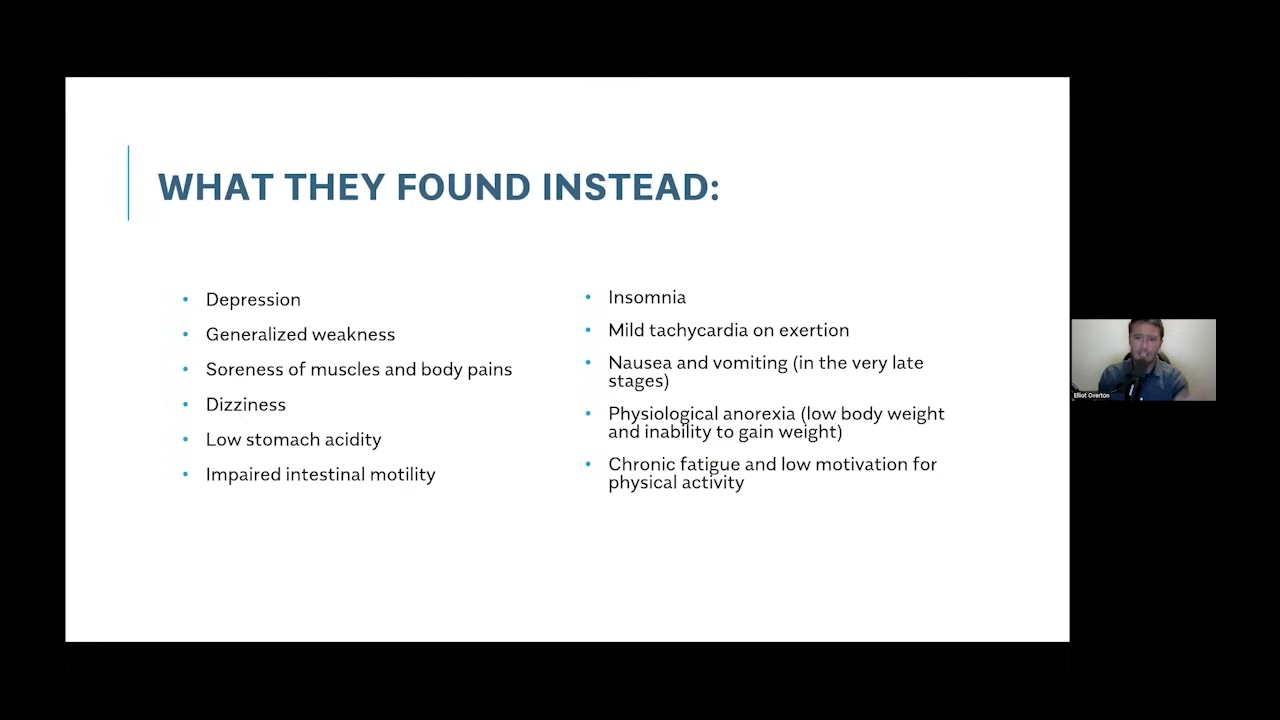 WHAT THEY FOUND INSTEAD:
• Depression
• Generalized weakness
• Soreness of muscles and body pains
• Dizziness
• Low stomach acidity
• Impaired intestinal motility
• Insomnia
• Mild tachycardia on exertion
• Nausea and vomiting (in the very late
stages)
• Physiological anorexia (low body weight
and inability to gain weight)
• Chronic fatigue and low motivation for
physical activity
Elliot Overton